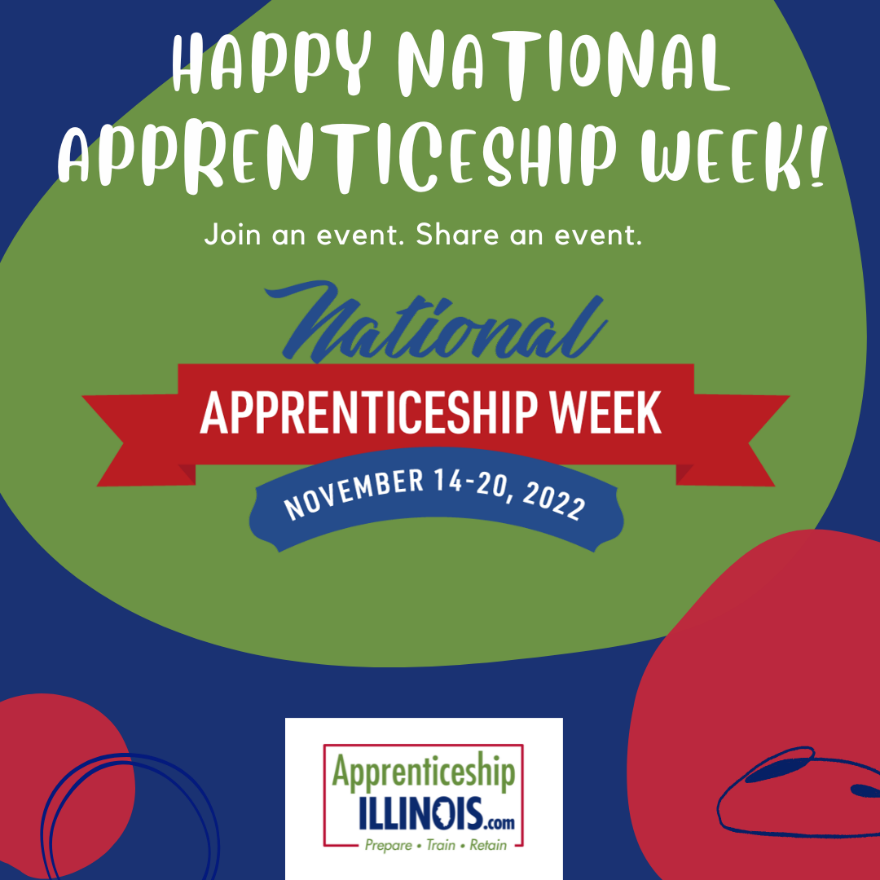 HAPPY NATIONAL
APPRENTICESHIP WEEK!
Join an event. Share an event.
National
APPRENTICESHIP WEEK
NOVEMBER 14-20, 2022
Apprenticeship
ILLINOIS.com
Prepare • Train • Retain